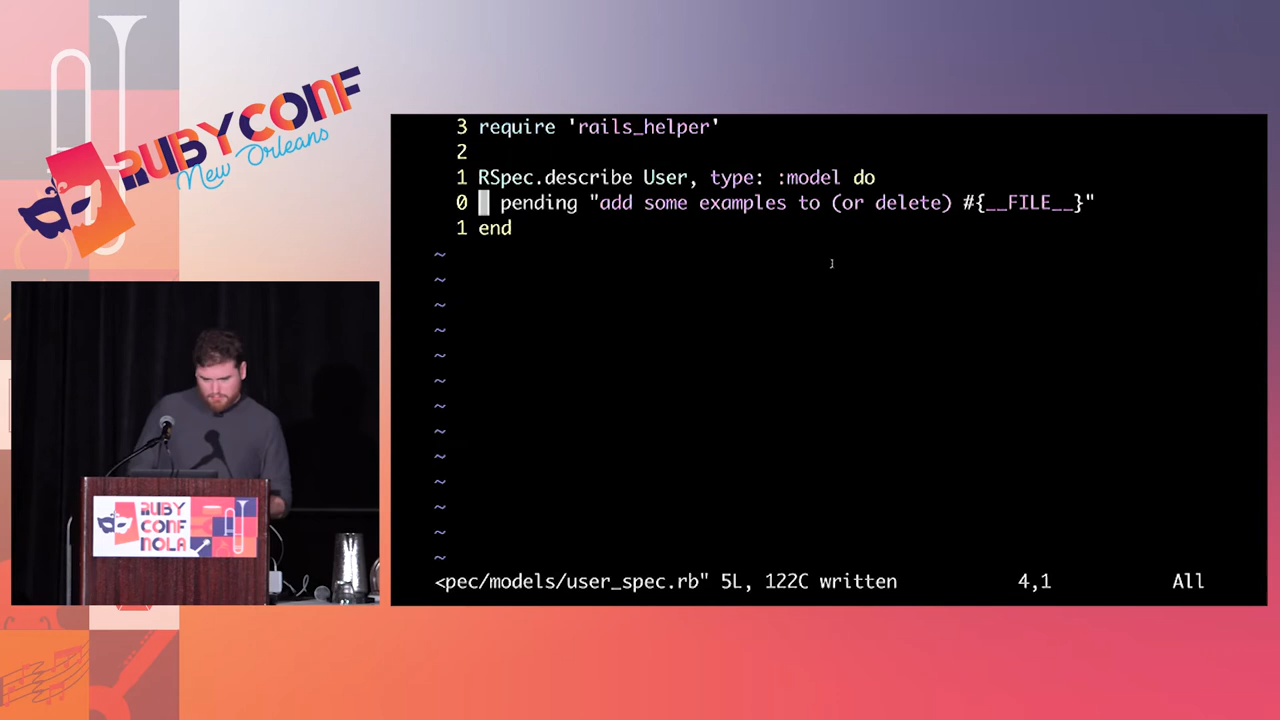 RUBYCONF
New Orleans
3 require 'rails_helper'
2
1 RSpec.describe User, type: :model do
0 pending "add some examples to (or delete) #{__FILE__}"
1 end
~
~
~
~
~
~
~
~
~
~
~
~
~
<pec/models/user_spec.rb" 5L, 122C written 4,1 All
RUBY
CONF
NOLA